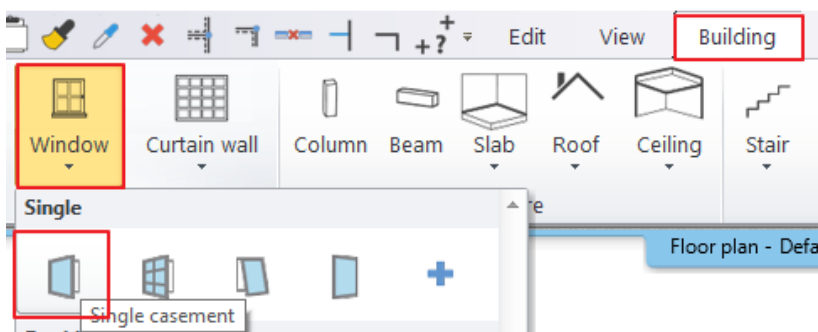 Edit View Building
Window Curtain wall Column Beam Slab Roof Ceiling Stair
Single
Floor plan - Defa
Single casement